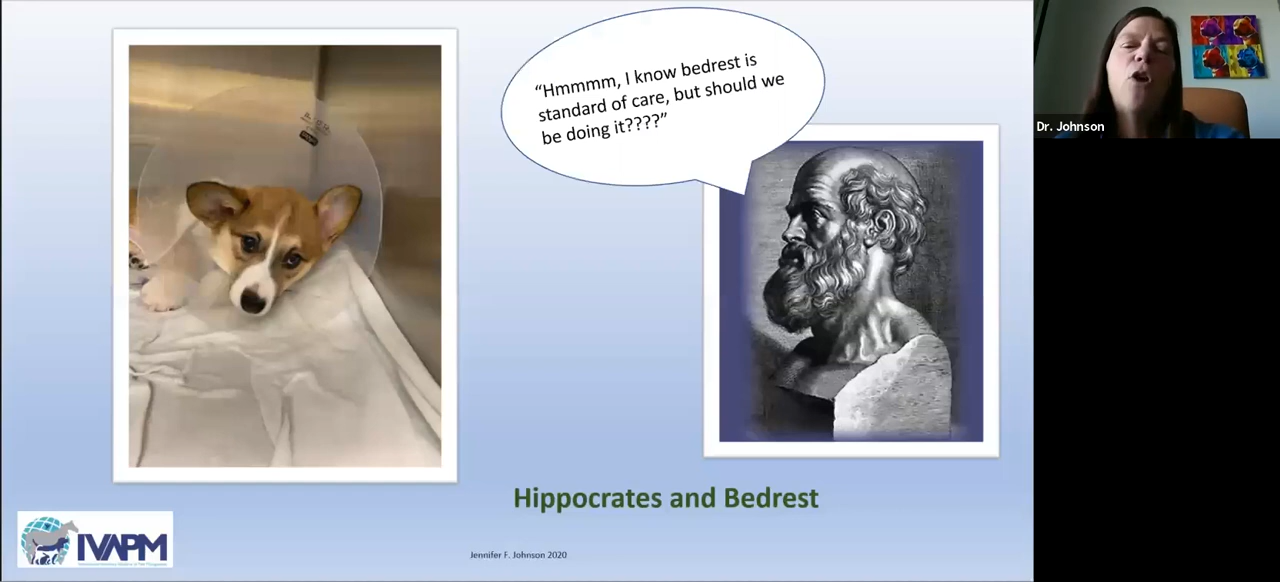 “Hmmmm, I know bedrest is
standard of care, but should we
be doing it????”
Dr. Johnson
Hippocrates and Bedrest
IVAPM
Jennifer F. Johnson 2020